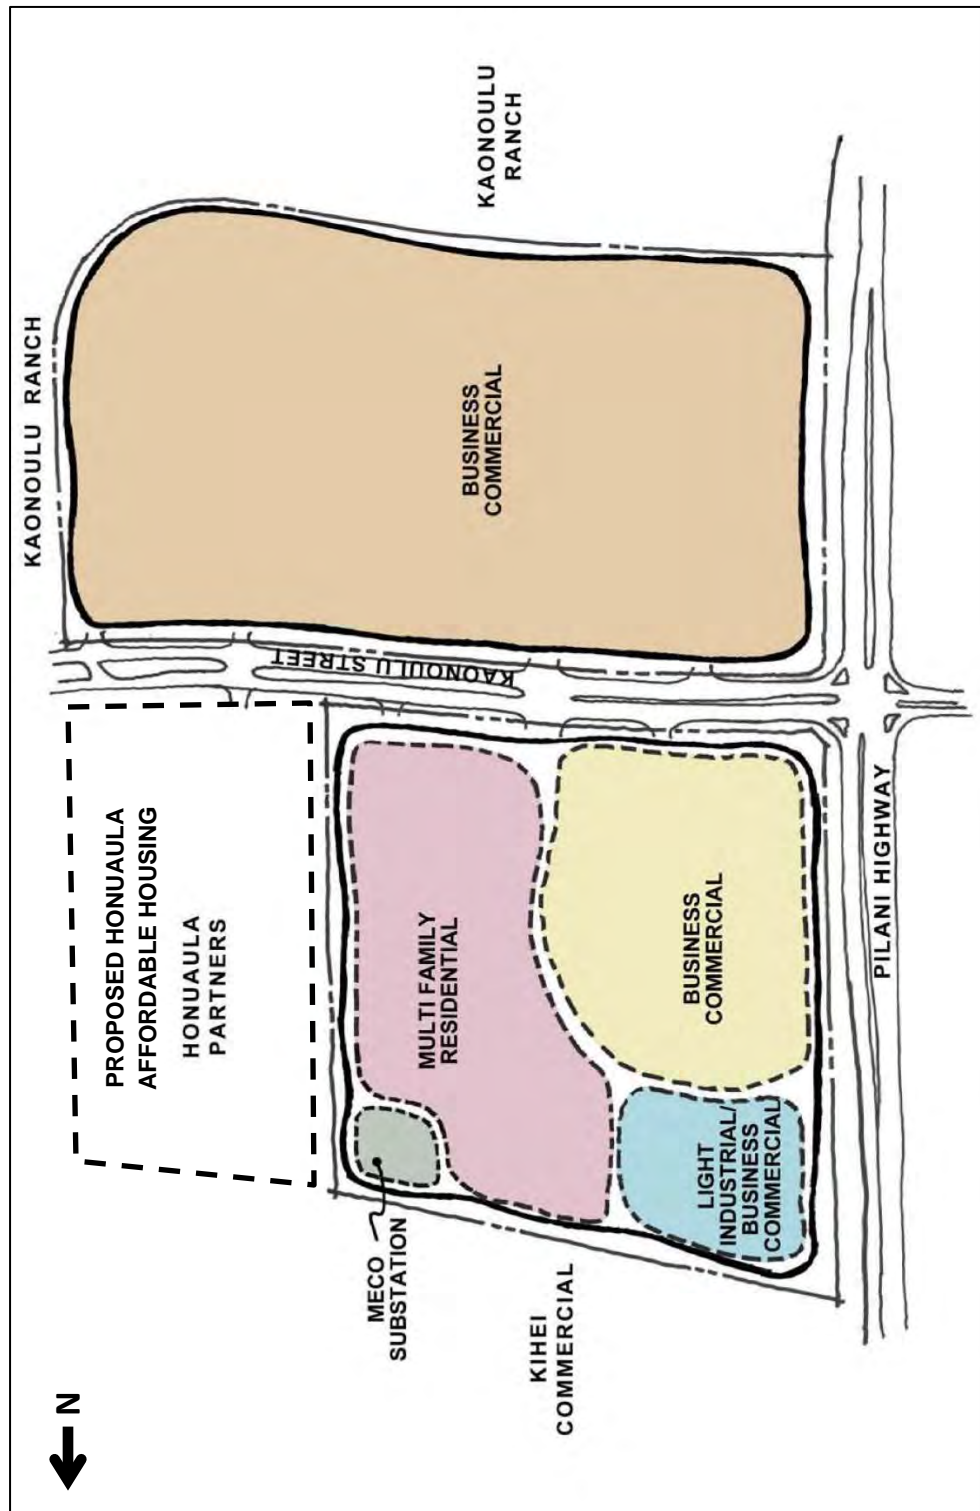 KAONOULU
RANCH
KAONOULU RANCH
BUSINESS
COMMERCIAL
KAONOULU STREET
PROPOSED HONUAULA
AFFORDABLE HOUSING
HONUAULA
PARTNERS
MULTI FAMILY
RESIDENTIAL
BUSINESS
COMMERCIAL
PILANI HIGHWAY
LIGHT
INDUSTRIAL/
BUSINESS
COMMERCIAL
MECO
SUBSTATION
KIHEI
COMMERCIAL
N